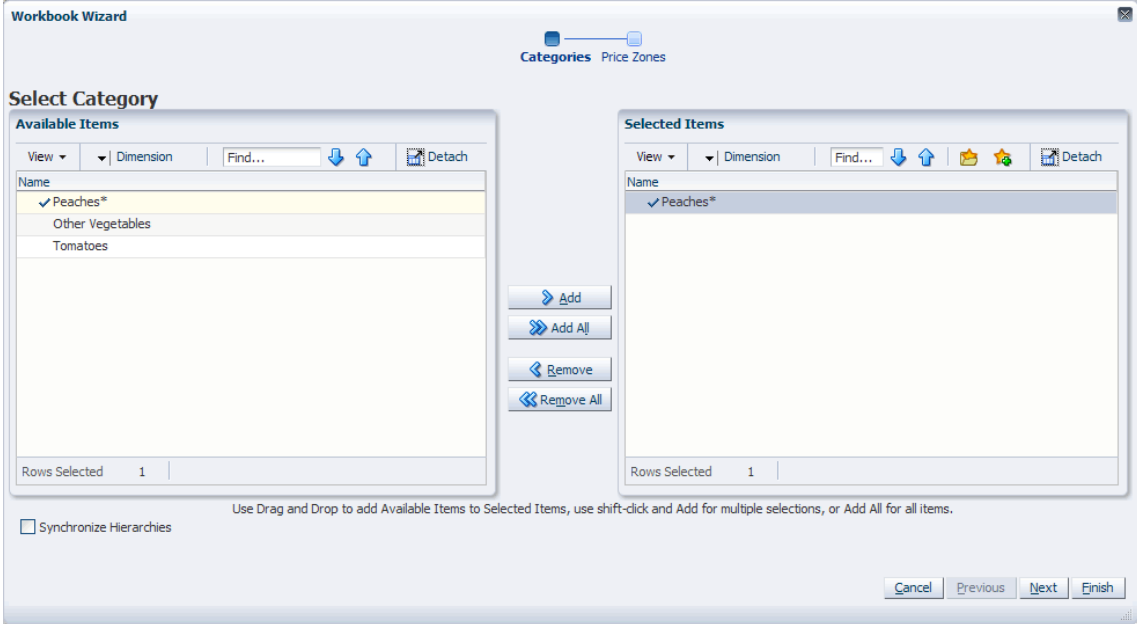 Workbook Wizard
Categories Price Zones
Select Category
Available Items
View Dimension Find... Detach
Name
Peaches*
Other Vegetables
Tomatoes
Rows Selected 1
Add
Add All
Remove
Remove All
Selected Items
View Dimension Find... Detach
Name
Peaches*
Rows Selected 1
Use Drag and Drop to add Available Items to Selected Items, use shift-click and Add for multiple selections, or Add All for all items.
Synchronize Hierarchies
Cancel Previous Next Finish